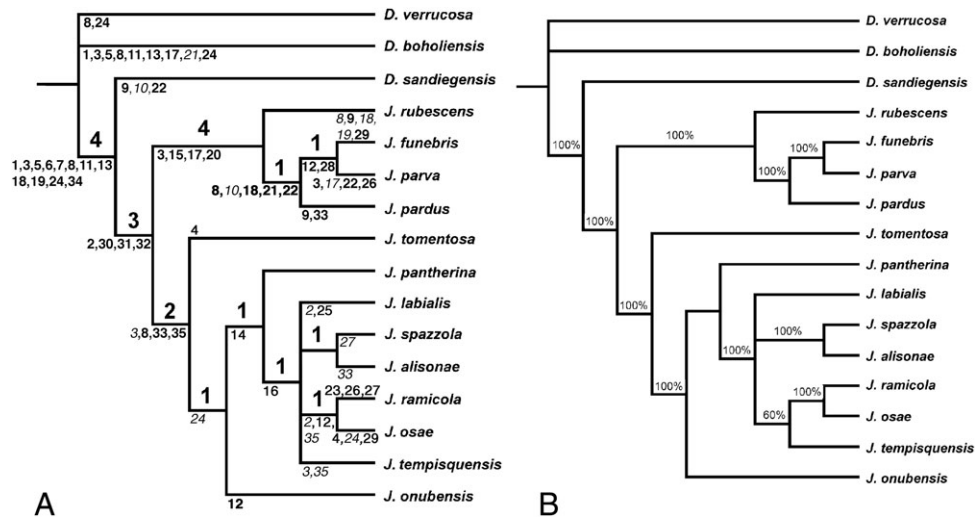 D. verrucosa
8,24
D. boholiensis
1,3,5,8,11,13,17,21,24
D. sandiegensis
9,10,22
4
1,3,5,6,7,8,11,13
18,19,24,34
4
3,15,17,20
J. rubescens
8,9,18,
19,29
J. funebris
1
12,28
1
J. parva
3,17,22,26
8,10,18,21,22
J. pardus
9,33
3
2,30,31,32
4
J. tomentosa
J. pantherina
2
3,8,33,35
1
14
J. labialis
2,25
1
J. spazzola
27
J. alisonae
33
1
16
J. ramicola
23,26,27
1
2,12,
35
J. osae
4,24,29
1
24
J. tempisquensis
3,35
J. onubensis
12
A
D. verrucosa
D. boholiensis
D. sandiegensis
100%
J. rubescens
100%
J. funebris
100%
J. parva
100%
J. pardus
100%
J. tomentosa
J. pantherina
100%
J. labialis
J. spazzola
100%
J. alisonae
100%
J. ramicola
100%
J. osae
60%
J. tempisquensis
100%
J. onubensis
B